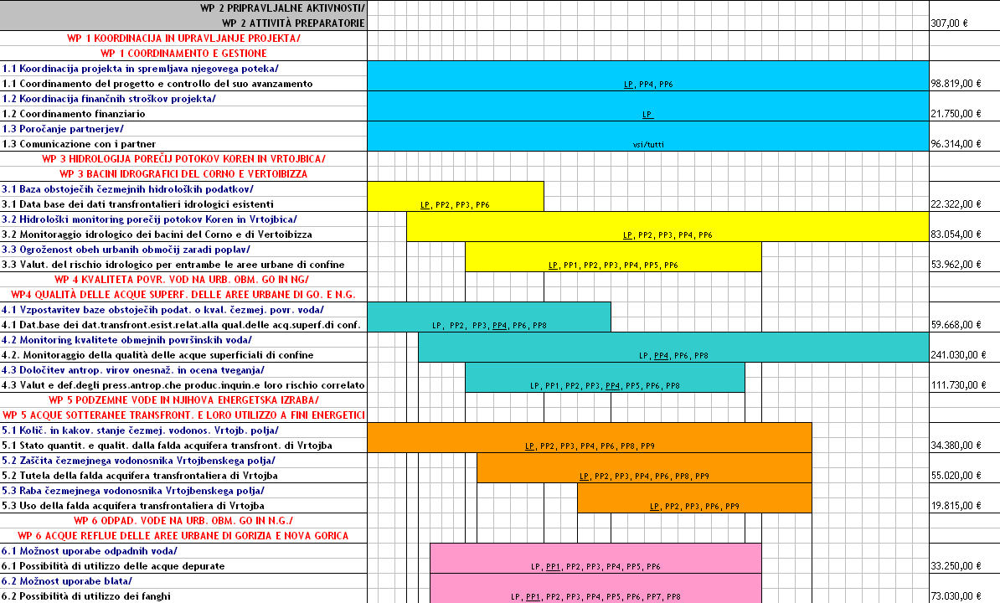 WP 2 PRIPRAVLJALNE AKTIVNOSTI/
WP 2 ATTIVITÀ PREPARATORIE
307,00 €
WP 1 KOORDINACIJA IN UPRAVLJANJE PROJEKTA/
WP 1 COORDINAMENTO E GESTIONE
1.1 Koordinacija projekta in spremljava njegovega poteka/
1.1 Coordinamento del progetto e controllo del suo avanzamento
LP, PP4, PP6
98.819,00 €
1.2 Koordinacija finančnih stroškov projekta/
1.2 Coordinamento finanziario
LP
21.750,00 €
1.3 Poročanje partnerjev/
1.3 Comunicazione con i partner
vsi/tutti
96.314,00 €
WP 3 HIDROLOGIJA POREČIJ POTOKOV KOREN IN VRTOJBICA/
WP 3 BACINI IDROGRAFICI DEL CORNO E VERTOIBIZZA
3.1 Baza obstoječih čezmejnih hidroloških podatkov/
3.1 Data base dei dati transfrontalieri idrologici esistenti
LP, PP2, PP3, PP6
22.322,00 €
3.2 Hidrološki monitoring porečij potokov Koren in Vrtojbica/
3.2 Monitoraggio idrologico dei bacini del Corno e di Vertoibizza
LP, PP2, PP3, PP4, PP6
83.054,00 €
3.3 Ogroženost obeh urbanih območij zaradi poplav/
3.3 Valut. del rischio idrologico per entrambe le aree urbane di confine
LP, PP1, PP2, PP3, PP4, PP5, PP6
53.962,00 €
WP 4 KVALITETA POVR. VOD NA URB. OBM. GO IN NG/
WP4 QUALITÀ DELLE ACQUE SUPERF. DELLE AREE URBANE DI GO. E N.G.
4.1 Vzpostavitev baze obstoječih podat. o kval. čezmej. povr. voda/
4.1 Dat.base dei dat.transfront.esist.relat.alla qual.delle acq.superf.di conf.
LP, PP2, PP3, PP4, PP6, PP8
59.668,00 €
4.2 Monitoring kvalitete obmejnih površinskih voda/
4.2. Monitoraggio della qualità delle acque superficiali di confine
LP, PP4, PP6, PP8
241.030,00 €
4.3 Določitev antrop. virov onesnaž. in ocena tveganja/
4.3 Valut e def.degli press.antrop.che produc.inquin.e loro rischio correlato
LP, PP1, PP2, PP3, PP4, PP5, PP6, PP8
111.730,00 €
WP 5 PODZEMNE VODE IN NJIHOVA ENERGETSKA IZRABA/
WP 5 ACQUE SOTTERANEE TRANSFRONT. E LORO UTILIZZO A FINI ENERGETICI
5.1 Količ. in kakov. stanje čezmej. vodonos. Vrtojb. polja/
5.1 Stato quantit. e qualit. dalla falda acquifera transfront. di Vrtojba
LP, PP2, PP3, PP4, PP6, PP8, PP9
34.380,00 €
5.2 Zaščita čezmejnega vodonosnika Vrtojbenskega polja/
5.2 Tutela della falda acquifera transfrontaliera di Vrtojba
LP, PP2, PP3, PP4, PP6, PP8, PP9
55.020,00 €
5.3 Raba čezmejnega vodonosnika Vrtojbenskega polja/
5.3 Uso della falda acquifera transfrontaliera di Vrtojba
LP, PP2, PP3, PP6, PP9
19.815,00 €
WP 6 ODPAD. VODE NA URB. OBM. GO IN N.G./
WP 6 ACQUE REFLUE DELLE AREE URBANE DI GORIZIA E NOVA GORICA
6.1 Možnost uporabe odpadnih voda/
6.1 Possibilità di utilizzo delle acque depurate
LP, PP1, PP2, PP3, PP4, PP5, PP6
33.250,00 €
6.2 Možnost uporabe blata/
6.2 Possibilità di utilizzo dei fanghi
LP, PP1, PP2, PP3, PP4, PP5, PP6, PP7, PP8
73.030,00 €